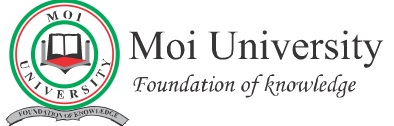 MOI
UNIVERSITY
FOUNDATION OF KNOWLEDGE
Moi University
Foundation of knowledge